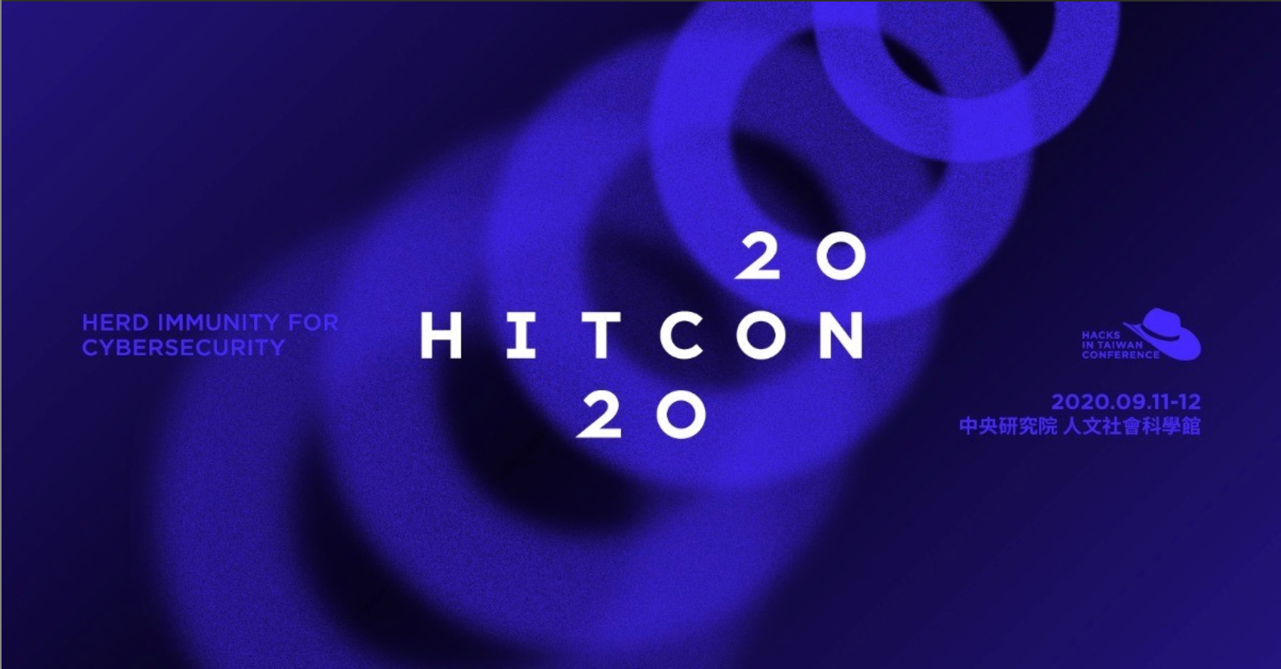 20
HITCON
20
HERD IMMUNITY FOR
CYBERSECURITY
HACKS
IN TAIWAN
CONFERENCE
2020.09.11-12
中央研究院 人文社會科學館